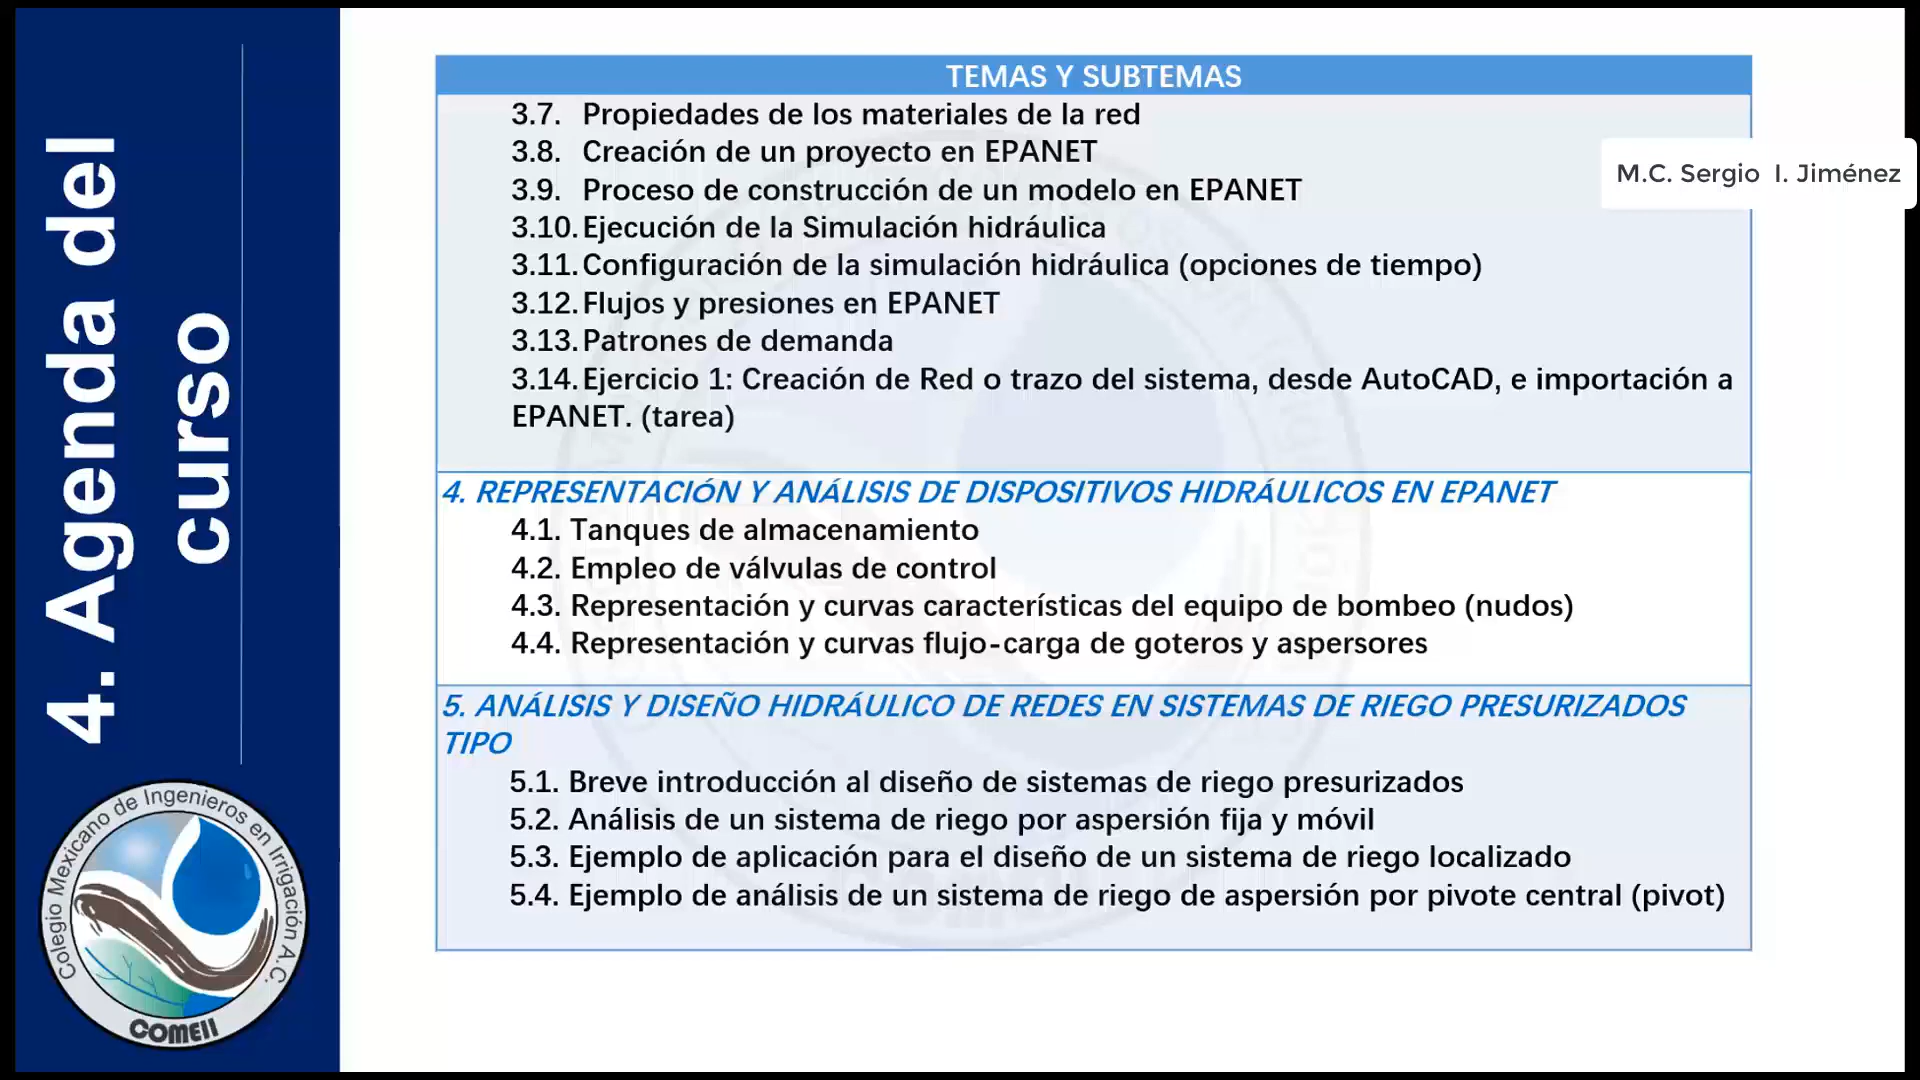 4. Agenda del
curso
TEMAS Y SUBTEMAS
3.7. Propiedades de los materiales de la red
3.8. Creación de un proyecto en EPANET
3.9. Proceso de construcción de un modelo en EPANET
3.10. Ejecución de la Simulación hidráulica
3.11. Configuración de la simulación hidráulica (opciones de tiempo)
3.12. Flujos y presiones en EPANET
3.13. Patrones de demanda
3.14. Ejercicio 1: Creación de Red o trazo del sistema, desde AutoCAD, e importación a
EPANET. (tarea)
4. REPRESENTACIÓN Y ANÁLISIS DE DISPOSITIVOS HIDRÁULICOS EN EPANET
4.1. Tanques de almacenamiento
4.2. Empleo de válvulas de control
4.3. Representación y curvas características del equipo de bombeo (nudos)
4.4. Representación y curvas flujo-carga de goteros y aspersores
5. ANÁLISIS Y DISEÑO HIDRÁULICO DE REDES EN SISTEMAS DE RIEGO PRESURIZADOS
TIPO
5.1. Breve introducción al diseño de sistemas de riego presurizados
5.2. Análisis de un sistema de riego por aspersión fija y móvil
5.3. Ejemplo de aplicación para el diseño de un sistema de riego localizado
5.4. Ejemplo de análisis de un sistema de riego de aspersión por pivote central (pivot)
M.C. Sergio I. Jiménez
Colegio Mexicano de Ingenieros en Irrigación A.C.
COMEII